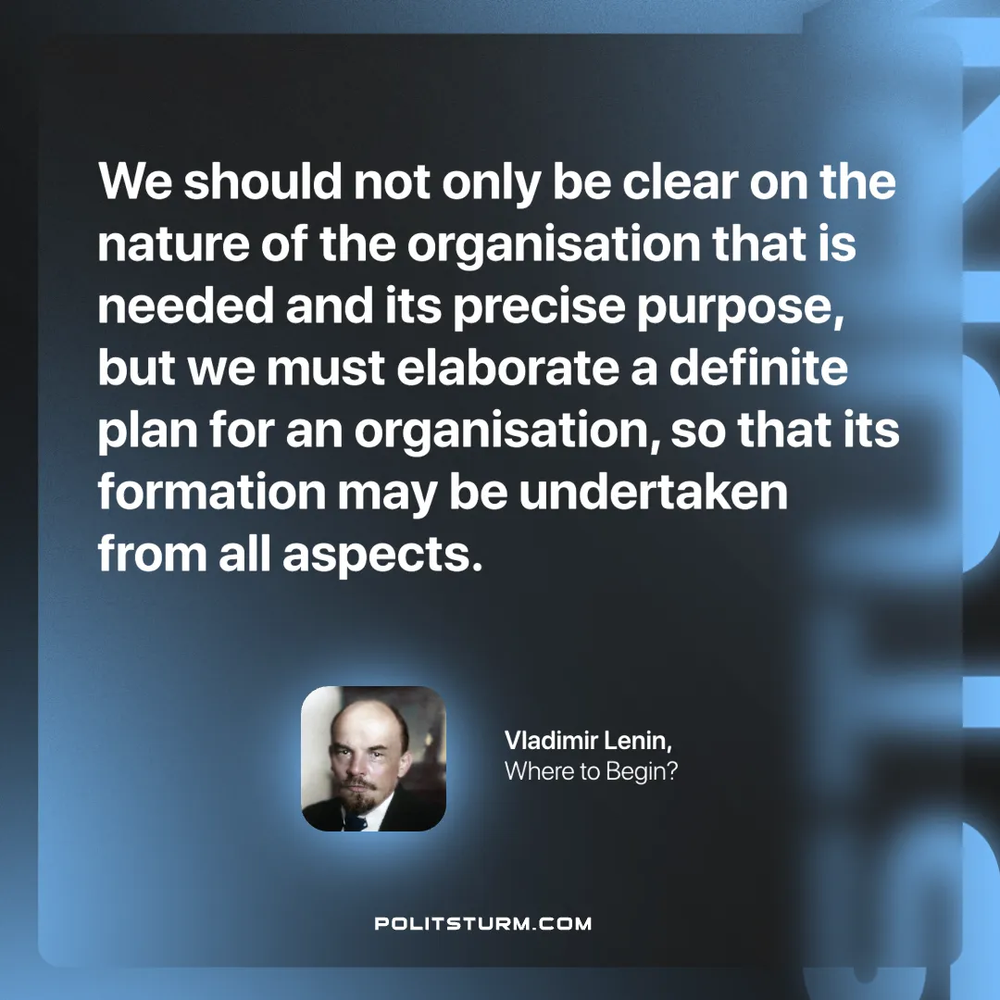 We should not only be clear on the
nature of the organisation that is
needed and its precise purpose,
but we must elaborate a definite
plan for an organisation, so that its
formation may be undertaken
from all aspects.
Vladimir Lenin,
Where to Begin?
POLITSTURM.COM